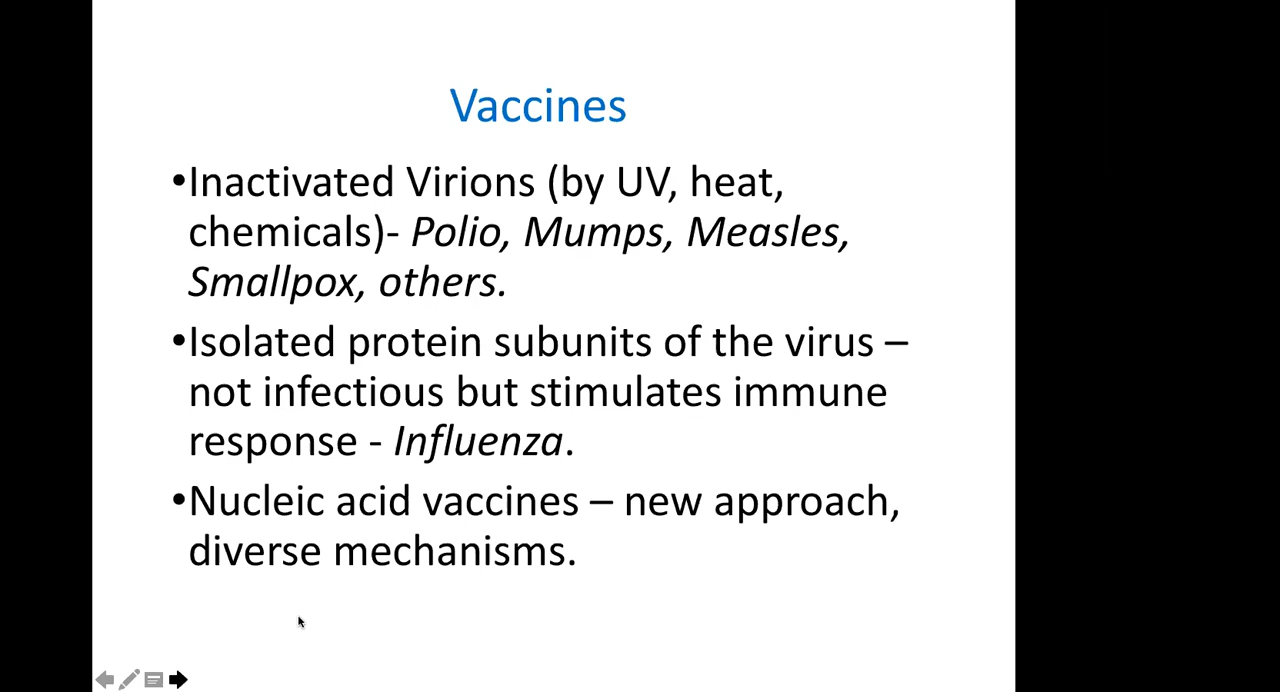 Vaccines
•Inactivated Virions (by UV, heat,
chemicals)- Polio, Mumps, Measles,
Smallpox, others.
•Isolated protein subunits of the virus –
not infectious but stimulates immune
response - Influenza.
•Nucleic acid vaccines – new approach,
diverse mechanisms.